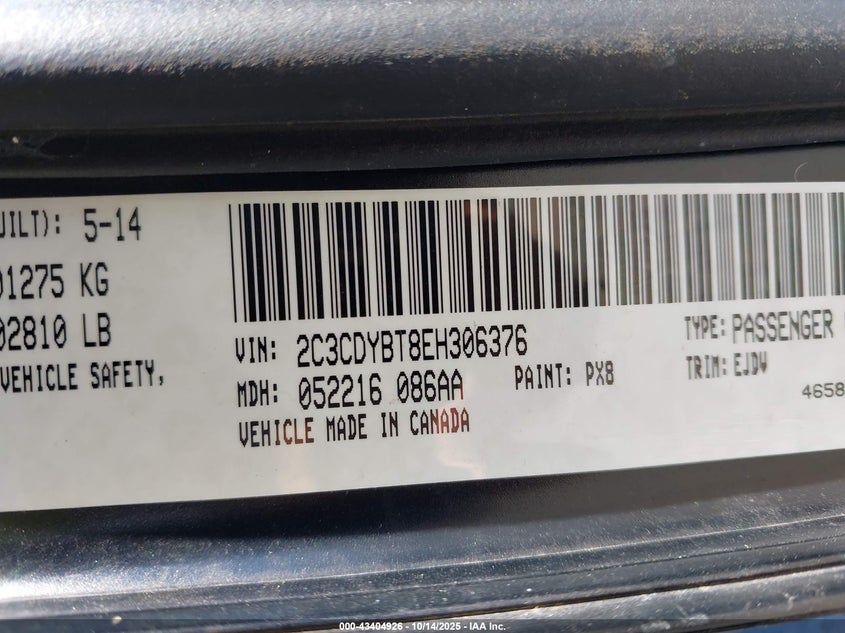 UILT): 5-14
01275 KG
02810 LB
VEHICLE SAFETY,
VIN: 2C3CDYBT8EH306376
MDH: 052216 086AA
PAINT: PX8
VEHICLE MADE IN CANADA
TYPE: PASSENGER
TRIM: EJDV
4658
000-43404926 - 10/14/2025 - IAA Inc.